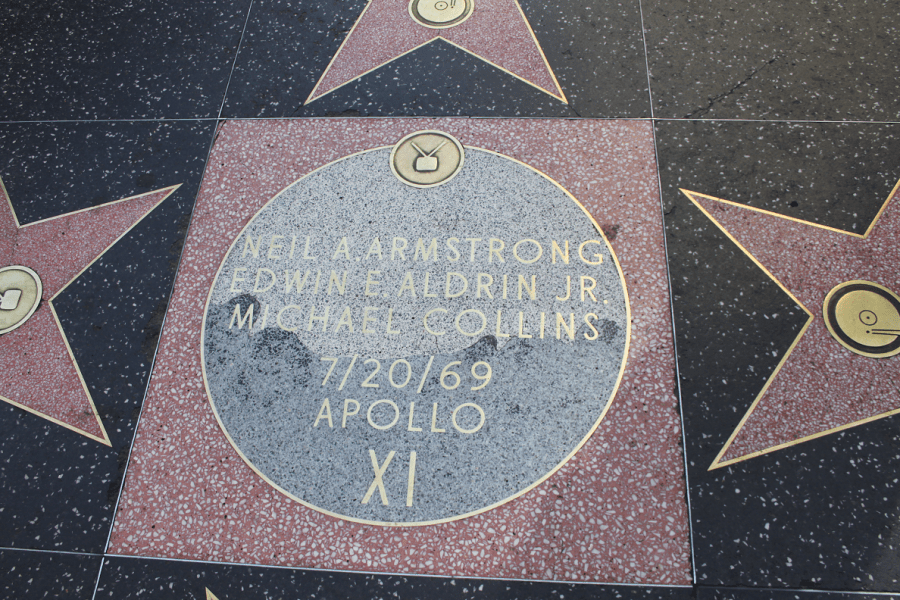 NEIL A. ARMSTRONG
EDWIN E. ALDRIN JR.
MICHAEL COLLINS
7/20/69
APOLLO
XI